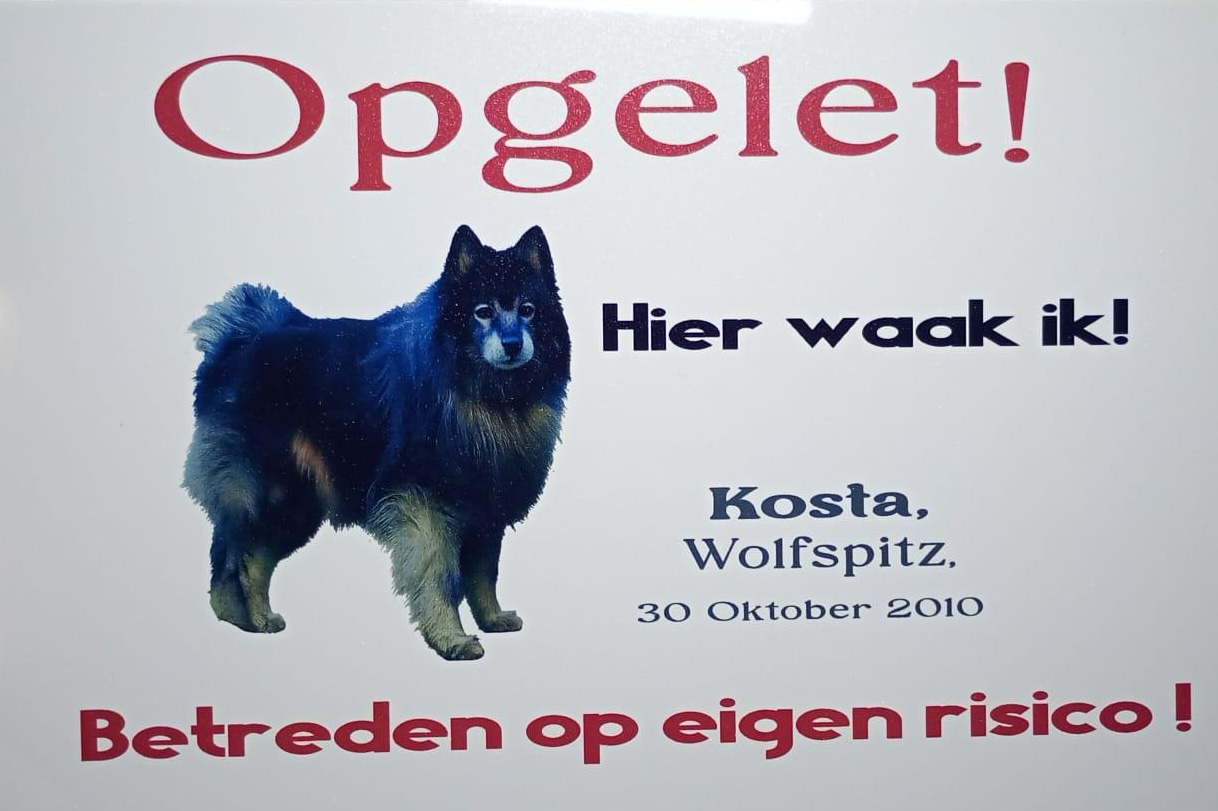 Opgelet!
Hier waak ik!
Kosta,
Wolfspitz,
30 Oktober 2010
Betreden op eigen risico !